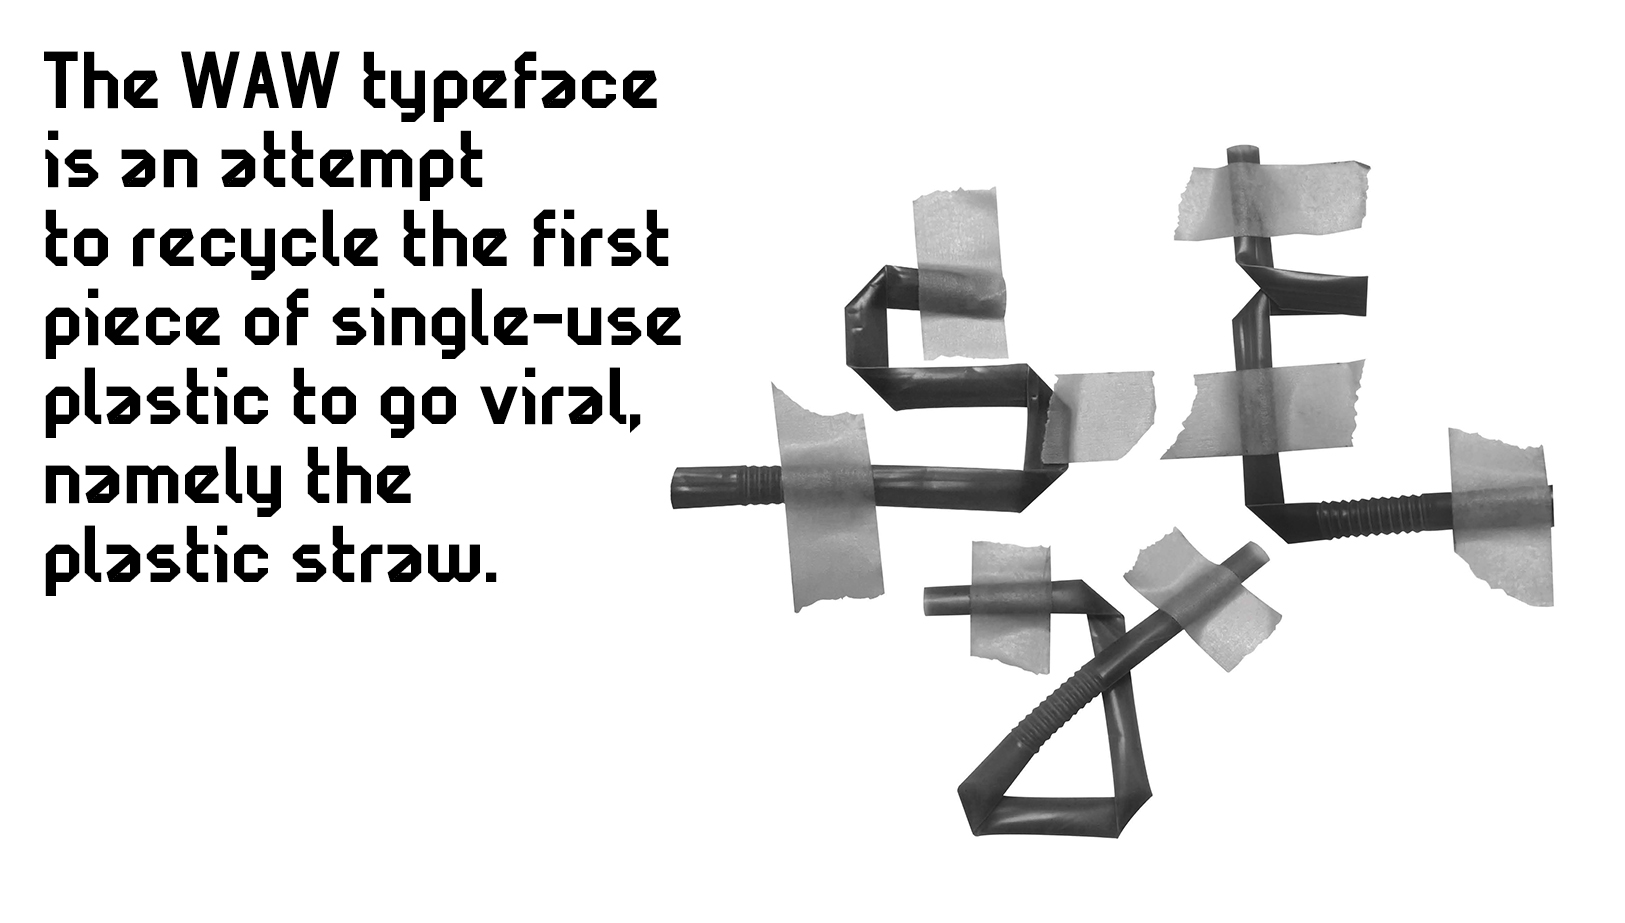 The WAW typeface
is an attempt
to recycle the first
piece of single-use
plastic to go viral,
namely the
plastic straw.
s t a